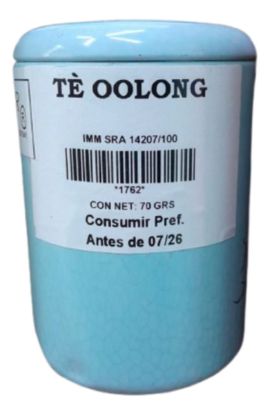 TÈ OOLONG
IMM SRA 14207/100
*1762*
CON NET: 70 GRS
Consumir Pref.
Antes de 07/26